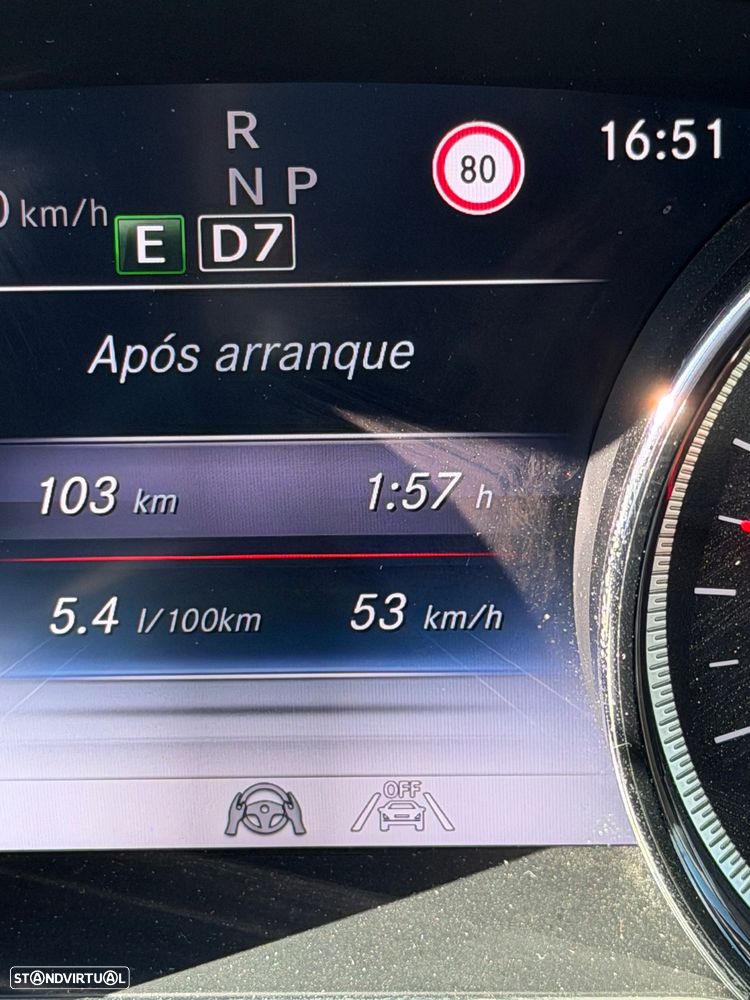 R
80
16:51
N P
0 km/h
E D7
Após arranque
103 km 1:57 h
5.4 l/100km 53 km/h
OFF
STANDVIRTUAL